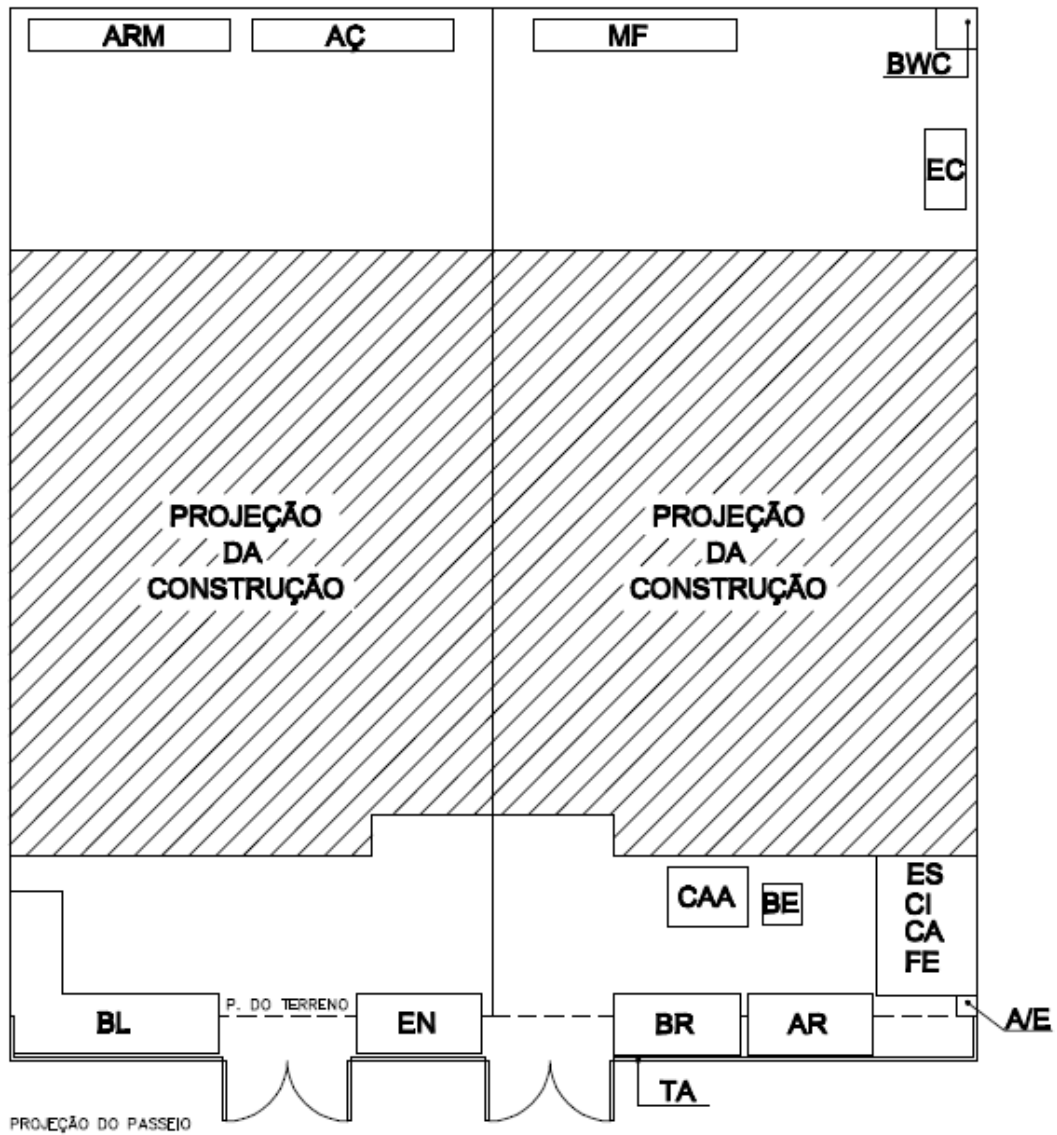 ARM
AÇ
MF
BWC
EC
PROJEÇÃO
DA
CONSTRUÇÃO
PROJEÇÃO
DA
CONSTRUÇÃO
CAA
BE
ES
CI
CA
FE
P. DO TERRENO
BL
EN
BR
AR
A/E
TA
PROJEÇÃO DO PASSEIO